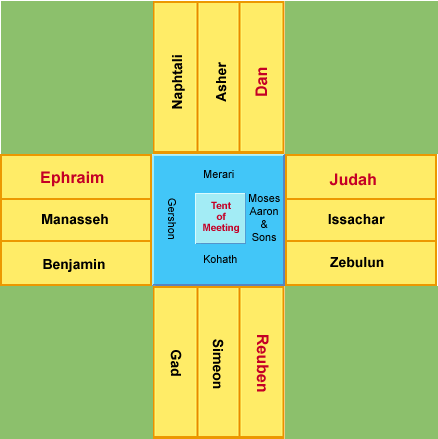 Naphtali
Asher
Dan
Ephraim
Manasseh
Benjamin
Merari
Gershon
Tent
of
Meeting
Moses
Aaron
&
Sons
Kohath
Judah
Issachar
Zebulun
Gad
Simeon
Reuben